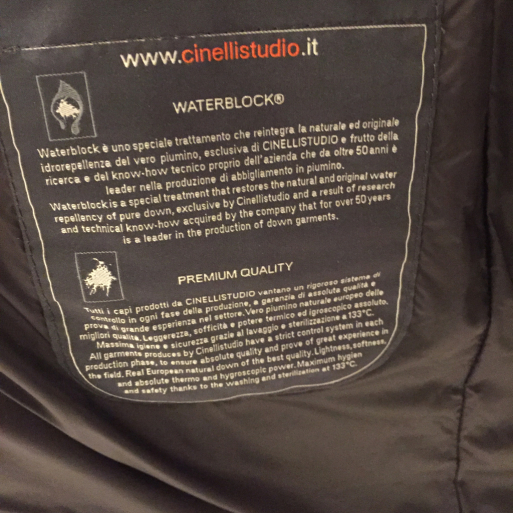 www.cinellistudio.it
WATERBLOCK®
Waterblock è uno speciale trattamento che reintegra la naturale ed originale
idrorepellenza del vero piumino, esclusiva di CINELLISTUDIO e frutto della
ricerca e del know-how tecnico proprio dell'azienda che da oltre 50 anni è
leader nella produzione di abbigliamento in piumino.
Waterblock is a special treatment that restores the natural and original water
repellency of pure down, exclusive by Cinellistudio and a result of research
and technical know-how acquired by the company that for over 50 years
is a leader in the production of down garments.
PREMIUM QUALITY
Tutti i capi prodotti da CINELLISTUDIO vantano un rigoroso sistema di
controllo in ogni fase della produzione, a garanzia di assoluta qualità e
prova di grande esperienza nel settore. Vero piumino naturale europeo delle
migliori qualità. Leggerezza, sofficità e potere termico ed igroscopico assoluto.
Massima igiene e sicurezza grazie al lavaggio e sterilizzazione a 133°C.
All garments produces by Cinellistudio have a strict control system in each
production phase, to ensure absolute quality and prove of great experience in
the field. Real European natural down of the best quality. Lightness, softness,
and absolute thermo and hygroscopic power. Maximum hygien
and safety thanks to the washing and sterilization at 133°C.